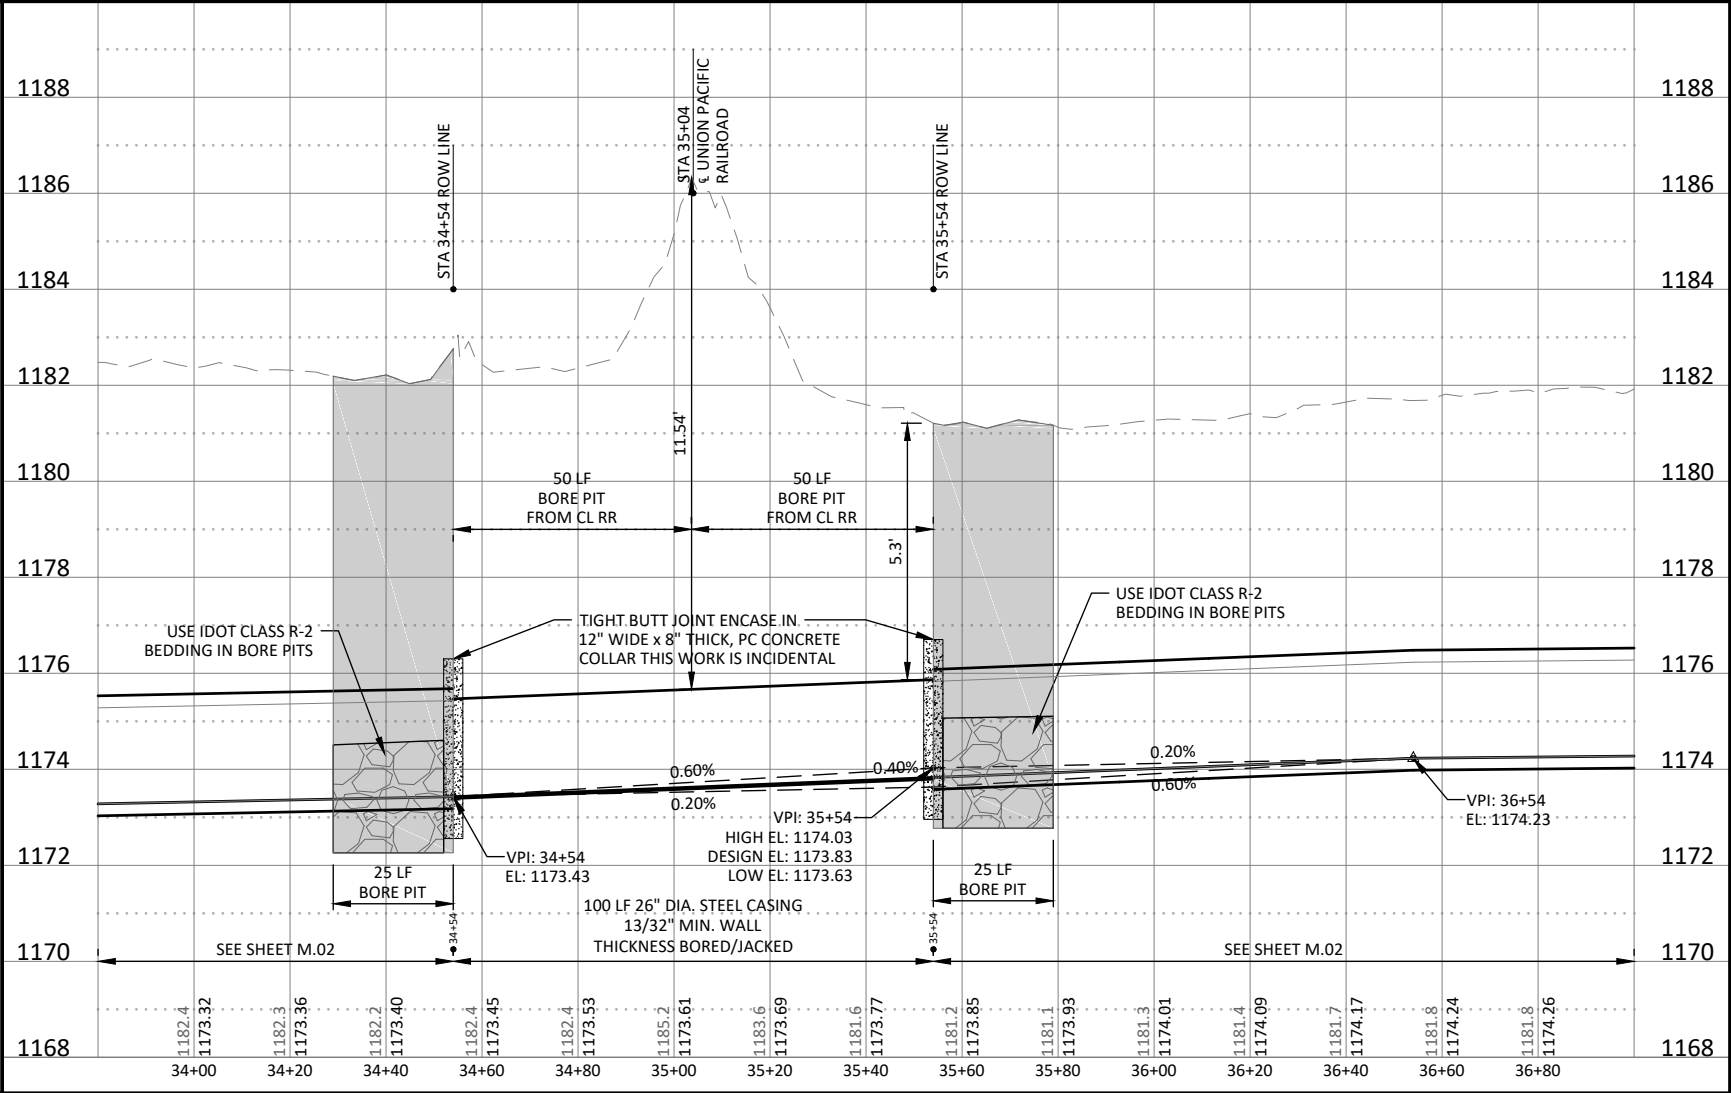 1188
1186
1184
1182
1180
1178
1176
1174
1172
1170
1168
1188
1186
1184
1182
1180
1178
1176
1174
1172
1170
1168
STA 34+54 ROW LINE
STA 35+04
℄ UNION PACIFIC
RAILROAD
STA 35+54 ROW LINE
11.54'
50 LF
BORE PIT
FROM CL RR
50 LF
BORE PIT
FROM CL RR
5.3'
USE IDOT CLASS R-2
BEDDING IN BORE PITS
TIGHT BUTT JOINT ENCASE IN
12" WIDE x 8" THICK, PC CONCRETE
COLLAR THIS WORK IS INCIDENTAL
USE IDOT CLASS R-2
BEDDING IN BORE PITS
0.60%
0.40%
0.20%
0.20%
0.60%
VPI: 34+54
EL: 1173.43
VPI: 35+54
HIGH EL: 1174.03
DESIGN EL: 1173.83
LOW EL: 1173.63
VPI: 36+54
EL: 1174.23
25 LF
BORE PIT
25 LF
BORE PIT
100 LF 26" DIA. STEEL CASING
13/32" MIN. WALL
THICKNESS BORED/JACKED
34+54
35+54
SEE SHEET M.02
SEE SHEET M.02
1182.4
1173.32
1182.3
1173.36
1182.2
1173.40
1182.4
1173.45
1182.4
1173.53
1185.2
1173.61
1183.6
1173.69
1181.6
1173.77
1181.2
1173.85
1181.1
1173.93
1181.3
1174.01
1181.4
1174.09
1181.7
1174.17
1181.8
1174.24
1181.8
1174.26
34+00 34+20 34+40 34+60 34+80 35+00 35+20 35+40 35+60 35+80 36+00 36+20 36+40 36+60 36+80